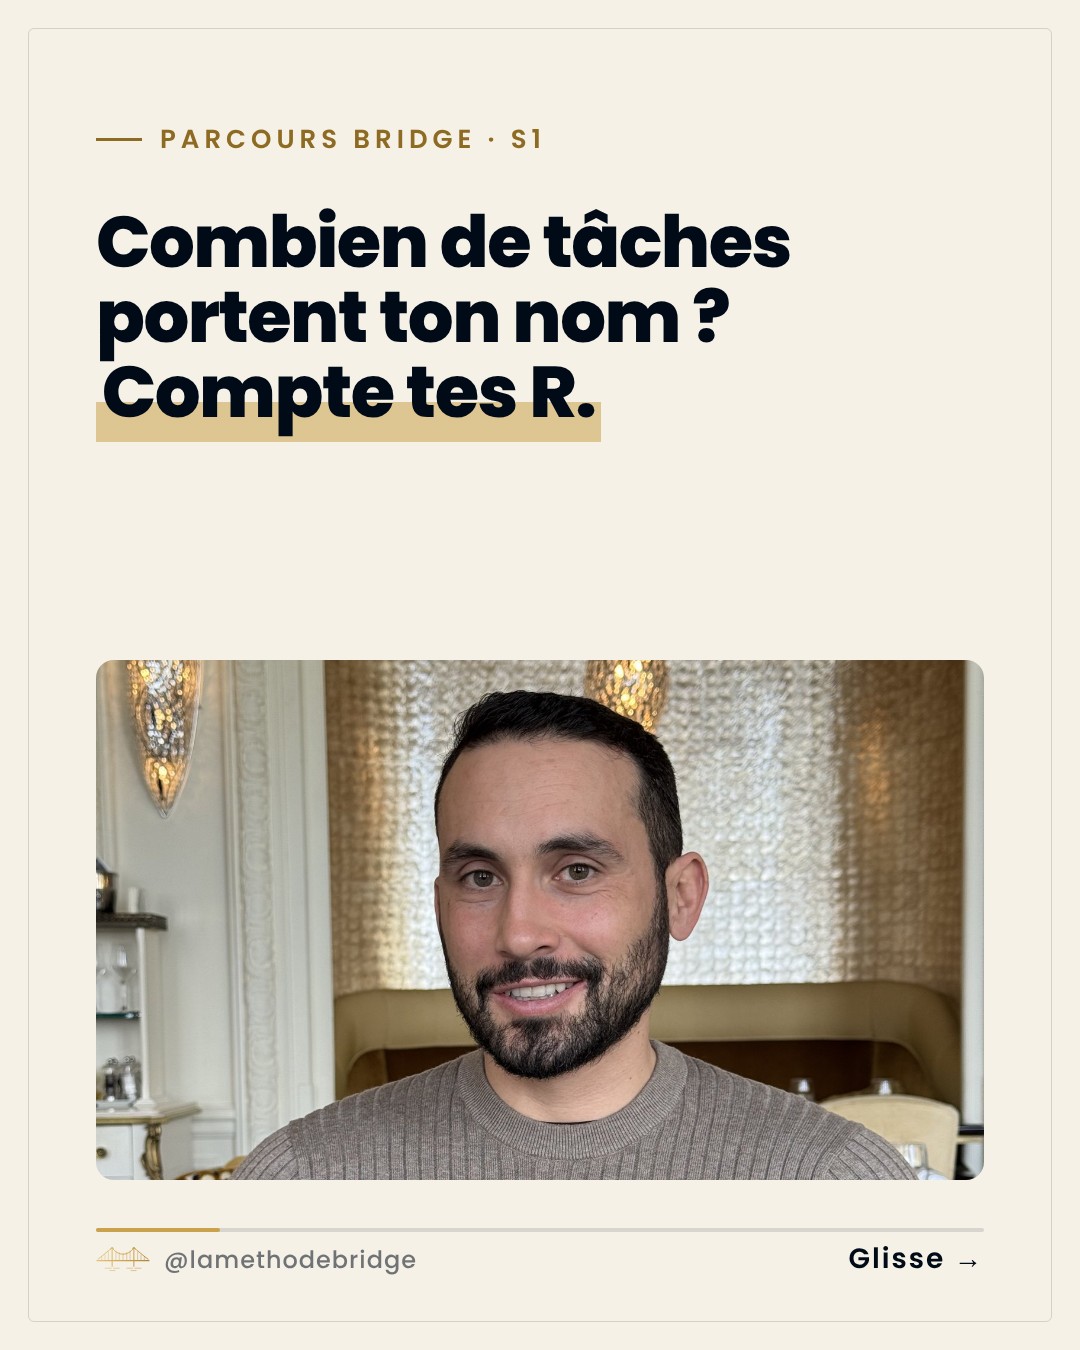 PARCOURS BRIDGE · S1
Combien de tâches
portent ton nom ?
Compte tes R.
@lamethodebridge
Glisse →